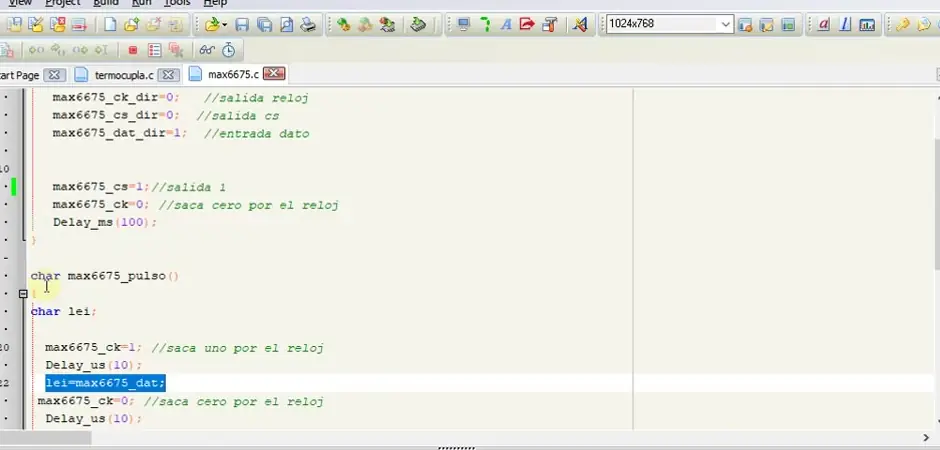 View Project Build Run Tools Help
1024x768
Start Page termocupla.c max6675.c
max6675_ck_dir=0; //salida reloj
max6675_cs_dir=0; //salida cs
max6675_dat_dir=1; //entrada dato
10
max6675_cs=1;//salida 1
max6675_ck=0; //saca cero por el reloj
Delay_ms(100);
}
char max6675_pulso()
{
char lei;
20 max6675_ck=1; //saca uno por el reloj
Delay_us(10);
22 lei=max6675_dat;
max6675_ck=0; //saca cero por el reloj
Delay_us(10);